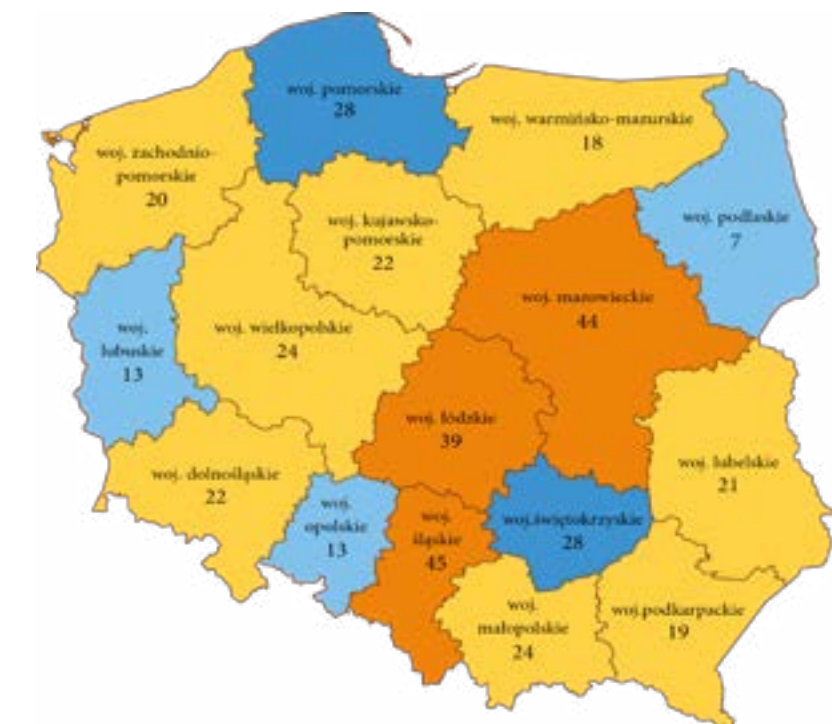 woj. pomorskie
28
woj. warmińsko-mazurskie
18
woj. zachodnio-
pomorskie
20
woj. podlaskie
7
woj. kujawsko-
pomorskie
22
woj. mazowieckie
44
woj.
lubuskie
13
woj. wielkopolskie
24
woj. łódzkie
39
woj. lubelskie
21
woj. dolnośląskie
22
woj.
opolskie
13
woj.
śląskie
45
woj.świętokrzyskie
28
woj.
małopolskie
24
woj.podkarpackie
19